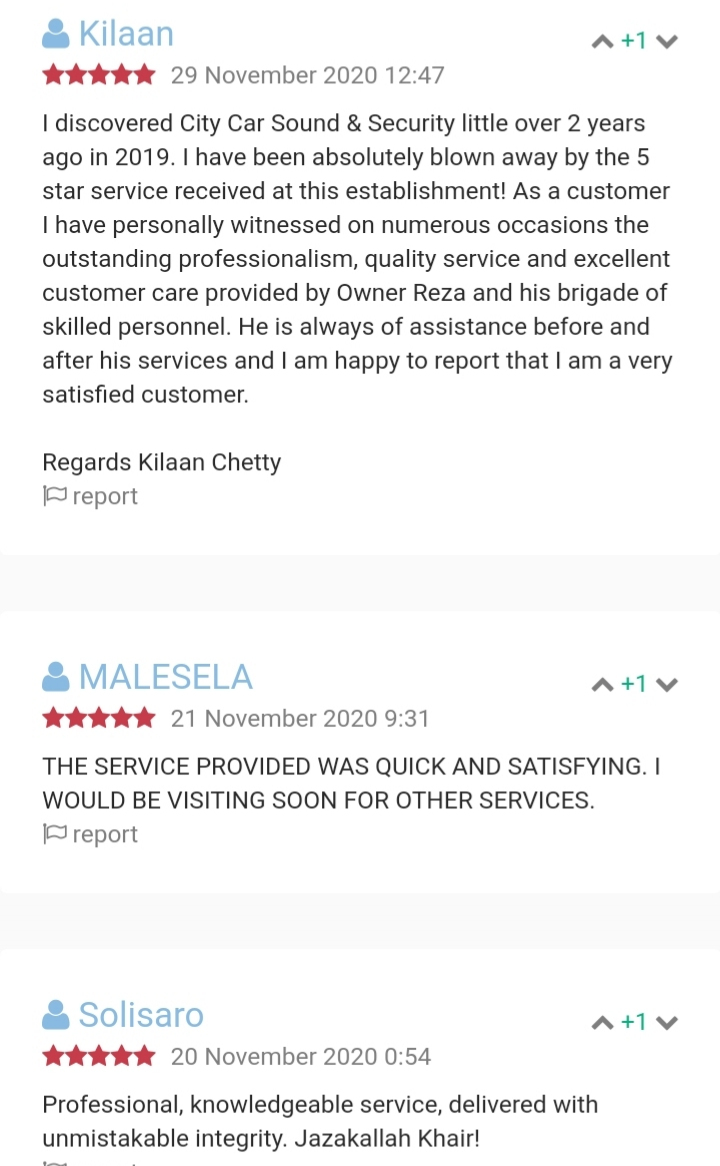 Kilaan
+1
29 November 2020 12:47
I discovered City Car Sound & Security little over 2 years
ago in 2019. I have been absolutely blown away by the 5
star service received at this establishment! As a customer
I have personally witnessed on numerous occasions the
outstanding professionalism, quality service and excellent
customer care provided by Owner Reza and his brigade of
skilled personnel. He is always of assistance before and
after his services and I am happy to report that I am a very
satisfied customer.
Regards Kilaan Chetty
report
MALESELA
+1
21 November 2020 9:31
THE SERVICE PROVIDED WAS QUICK AND SATISFYING. I
WOULD BE VISITING SOON FOR OTHER SERVICES.
report
Solisaro
+1
20 November 2020 0:54
Professional, knowledgeable service, delivered with
unmistakable integrity. Jazakallah Khair!